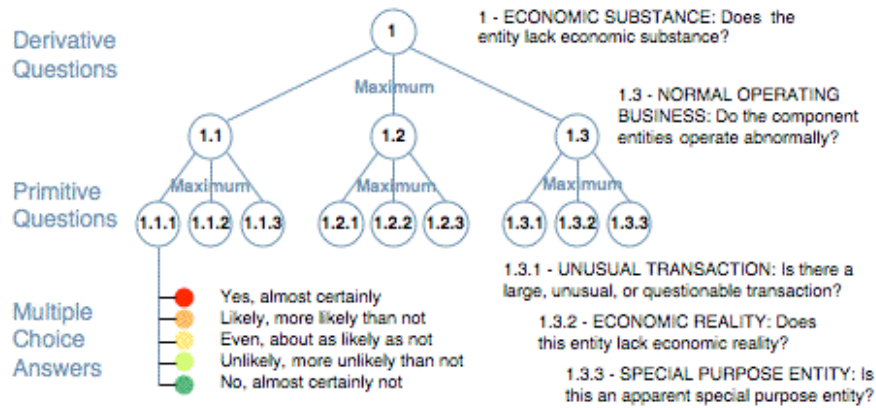 Derivative
Questions
1
1 - ECONOMIC SUBSTANCE: Does the
entity lack economic substance?
Maximum
1.3 - NORMAL OPERATING
BUSINESS: Do the component
entities operate abnormally?
1.1
1.2
1.3
Primitive
Questions
Maximum
Maximum
Maximum
1.1.1
1.1.2
1.1.3
1.2.1
1.2.2
1.2.3
1.3.1
1.3.2
1.3.3
Multiple
Choice
Answers
Yes, almost certainly
Likely, more likely than not
Even, about as likely as not
Unlikely, more unlikely than not
No, almost certainly not
1.3.1 - UNUSUAL TRANSACTION: Is there a
large, unusual, or questionable transaction?
1.3.2 - ECONOMIC REALITY: Does
this entity lack economic reality?
1.3.3 - SPECIAL PURPOSE ENTITY: Is
this an apparent special purpose entity?